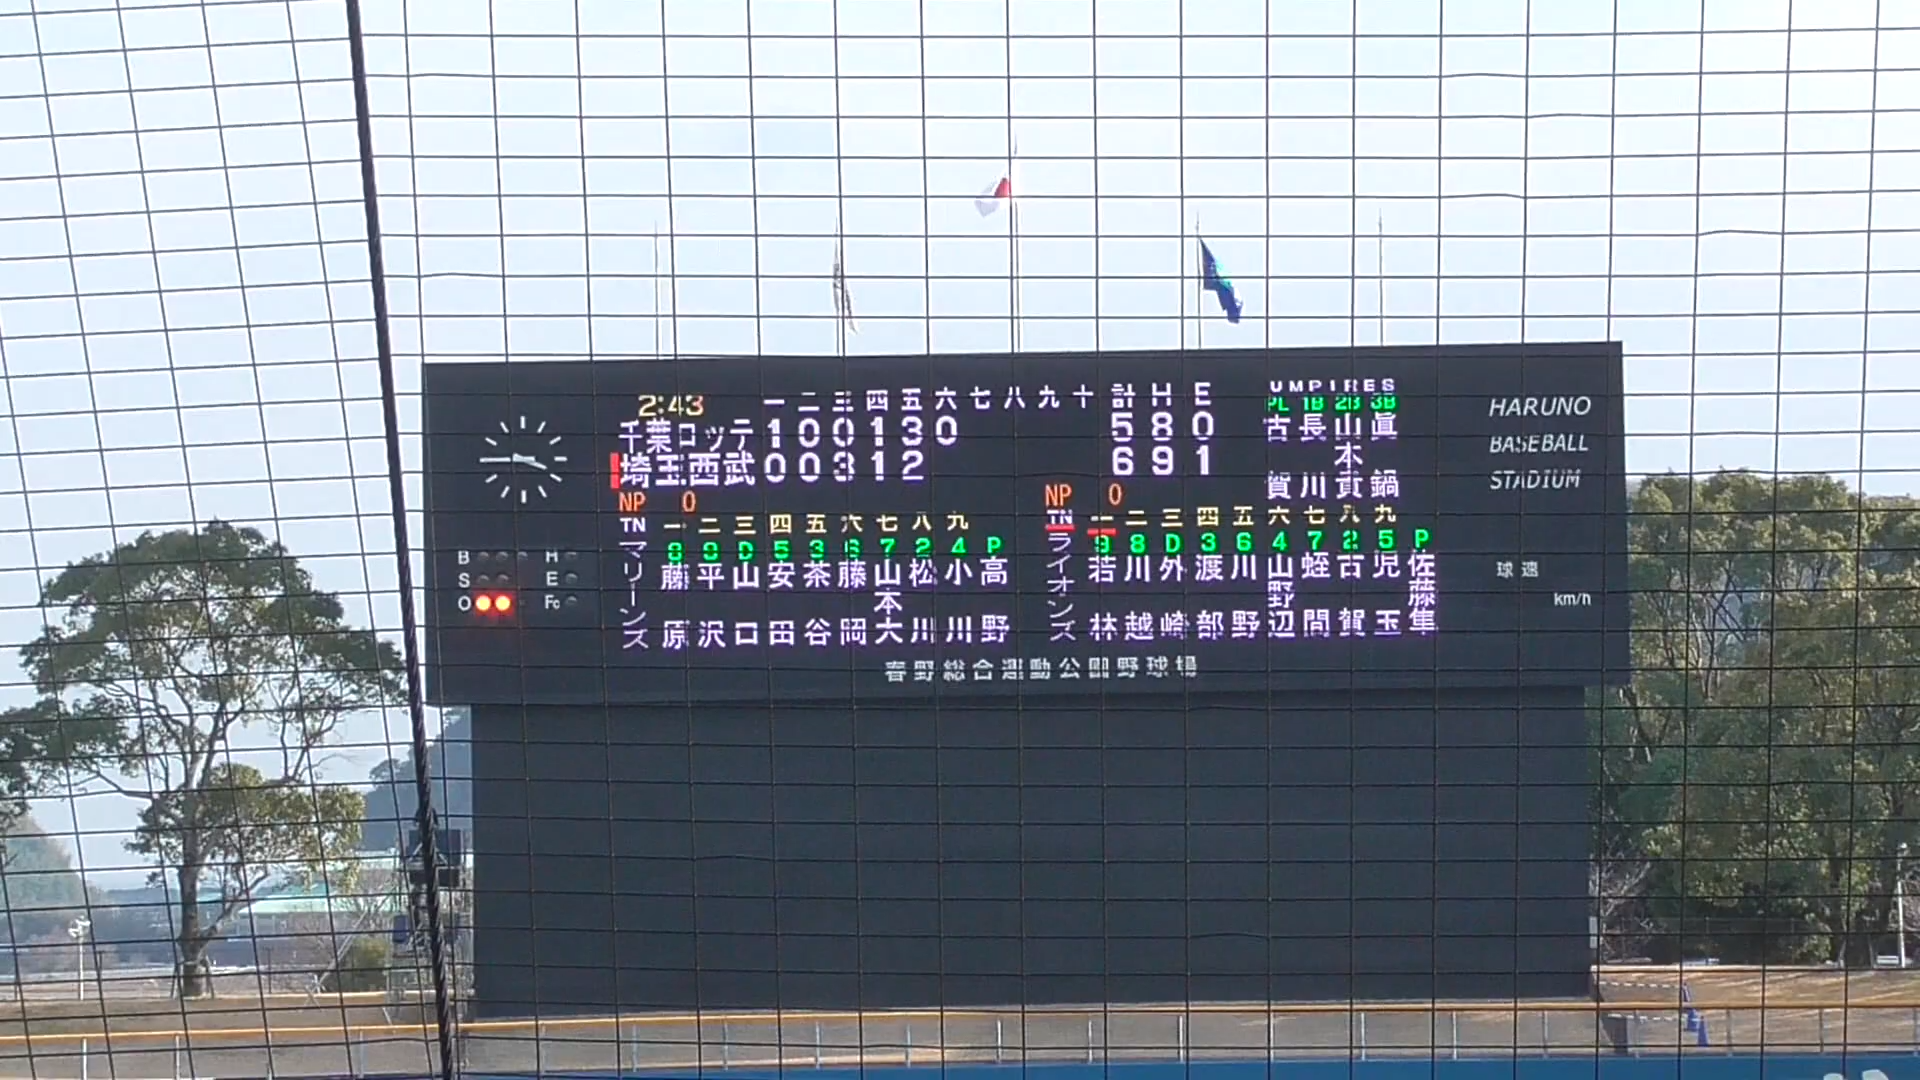 2:43 一 二 三 四 五 六 七 八 九 十 計 H E
千葉ロッテ 1 0 0 1 3 0 5 8 0
埼玉西武 0 0 3 1 2 6 9 1
UMPIRES
PL 1B 2B 3B
古賀 長川 山本貢 眞鍋
HARUNO
BASEBALL
STADIUM
NP 0
TN 一 二 三 四 五 六 七 八 九
8 9 D 5 3 6 7 2 4 P
マリーンズ 藤原 平沢 山口 安田 茶谷 藤岡 山本大 松川 小川 高野
NP 0
TN 一 二 三 四 五 六 七 八 九
9 8 D 3 6 4 7 2 5 P
ライオンズ 若林 川越 外崎 渡部 川野 山野辺 蛭間 古賀 児玉 佐藤隼
B H
S E
O Fc
球速
km/h
春野総合運動公園野球場